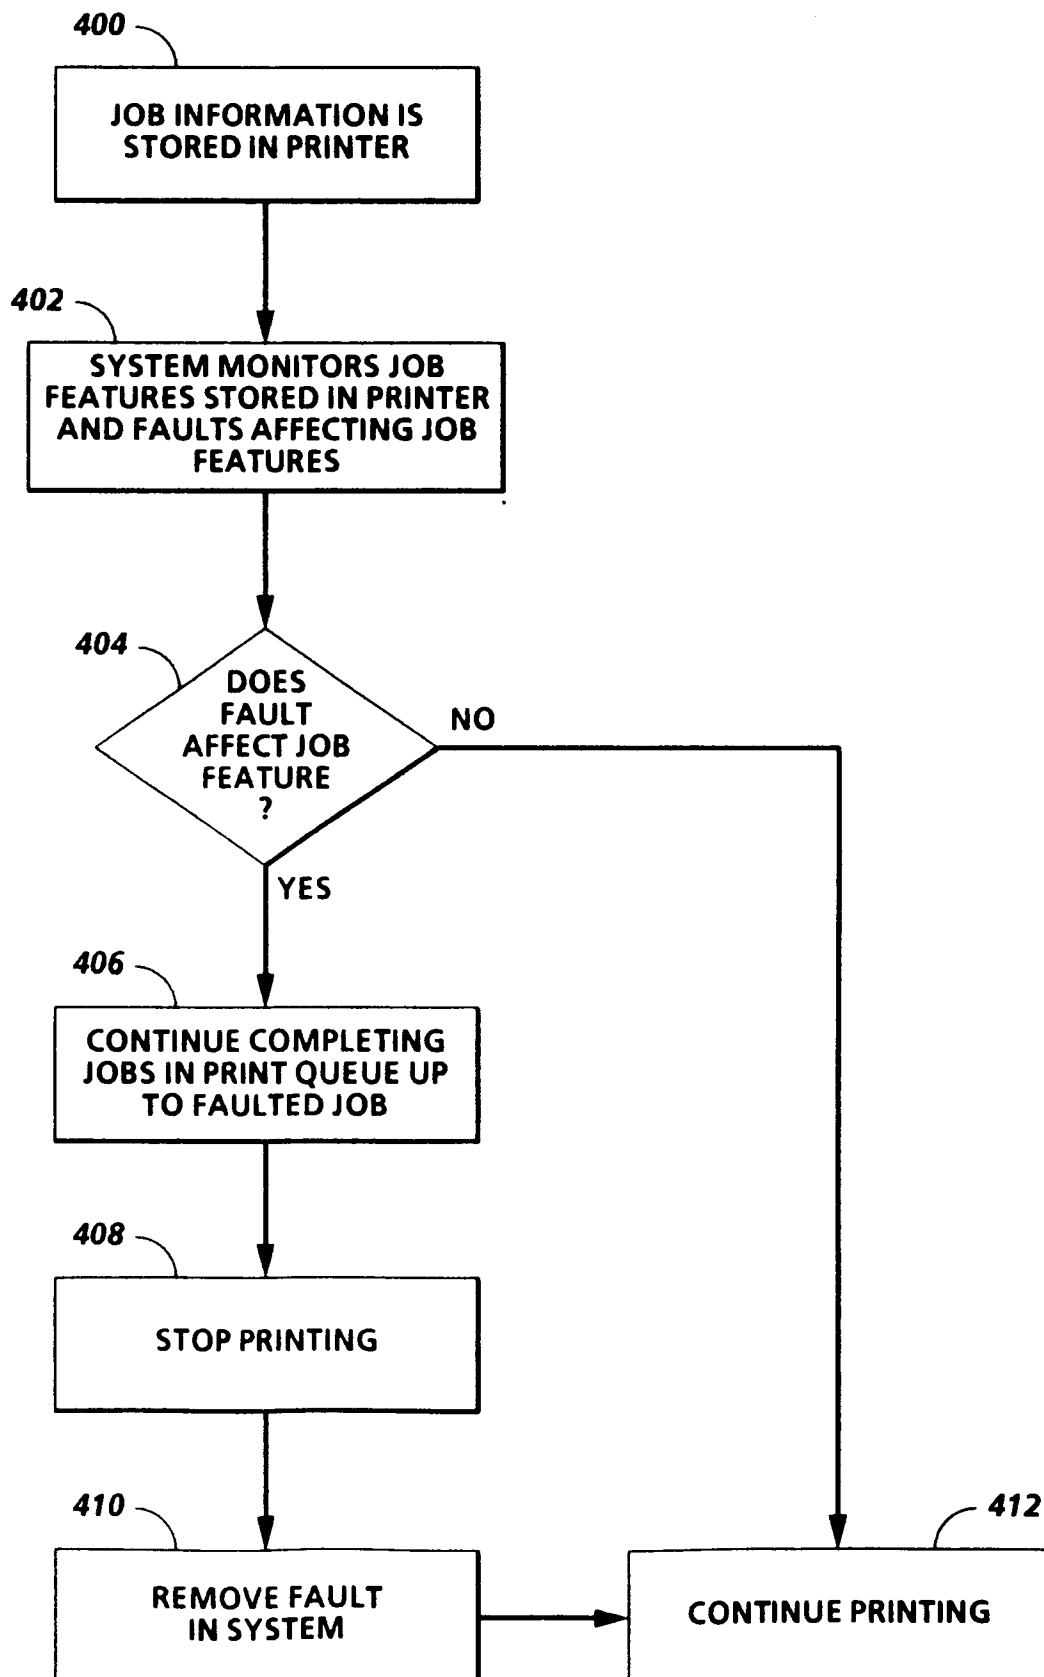 400
JOB INFORMATION IS
STORED IN PRINTER
402
SYSTEM MONITORS JOB
FEATURES STORED IN PRINTER
AND FAULTS AFFECTING JOB
FEATURES
404
DOES
FAULT
AFFECT JOB
FEATURE
?
NO
YES
406
CONTINUE COMPLETING
JOBS IN PRINT QUEUE UP
TO FAULTED JOB
408
STOP PRINTING
410
REMOVE FAULT
IN SYSTEM
412
CONTINUE PRINTING